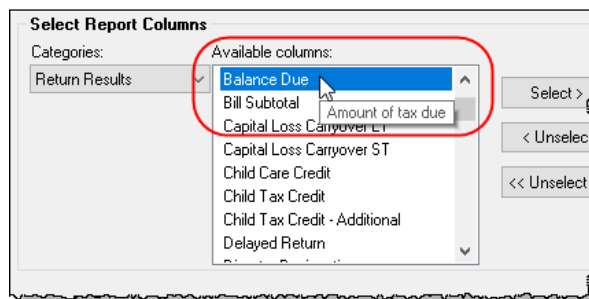 Select Report Columns
Categories:
Available columns:
Return Results
Balance Due
Bill Subtotal
Amount of tax due
Capital Loss Carryover LT
Capital Loss Carryover ST
Child Care Credit
Child Tax Credit
Child Tax Credit - Additional
Delayed Return
Select >
< Unselec
<< Unselect